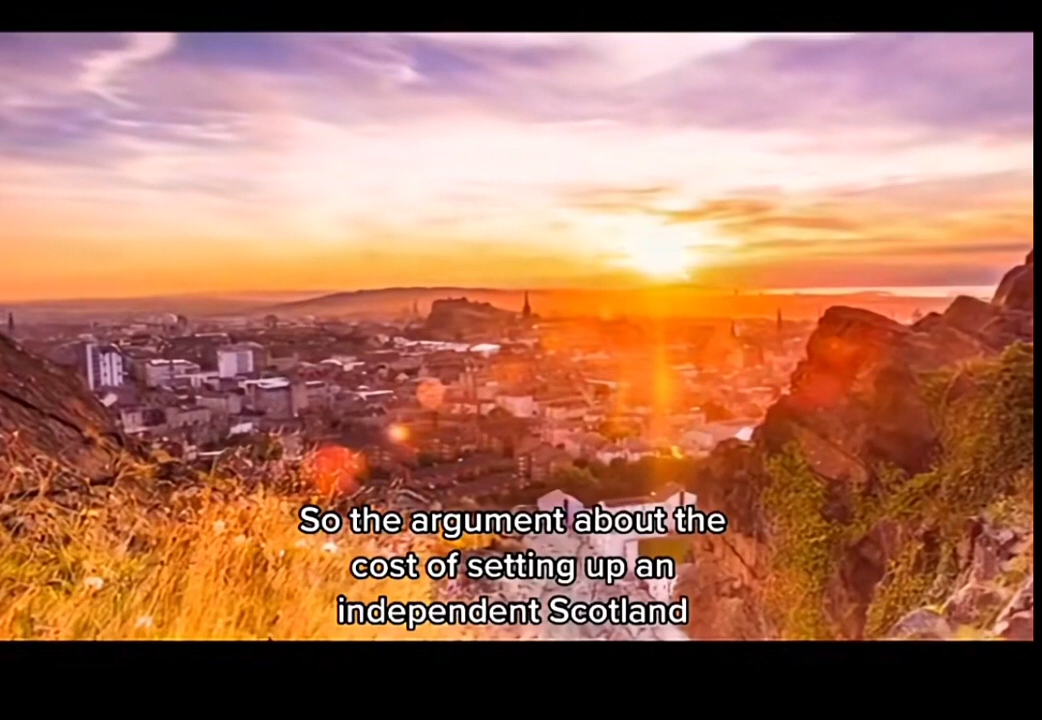 So the argument about the
cost of setting up an
independent Scotland